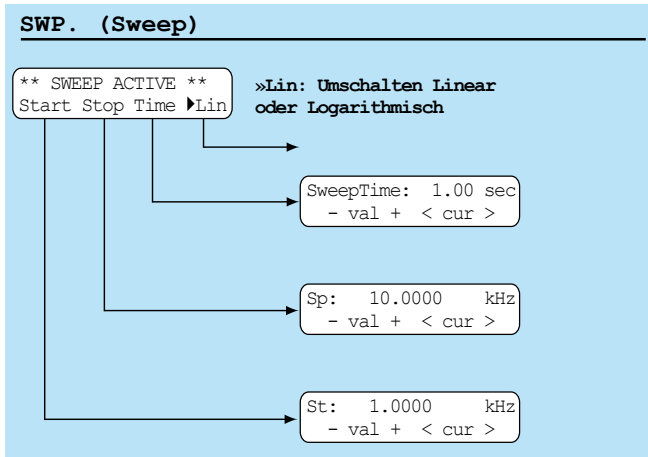 SWP. (Sweep)
** SWEEP ACTIVE **
Start Stop Time ▶Lin
»Lin: Umschalten Linear
oder Logarithmisch
SweepTime: 1.00 sec
- val + < cur >
Sp: 10.0000 kHz
- val + < cur >
St: 1.0000 kHz
- val + < cur >